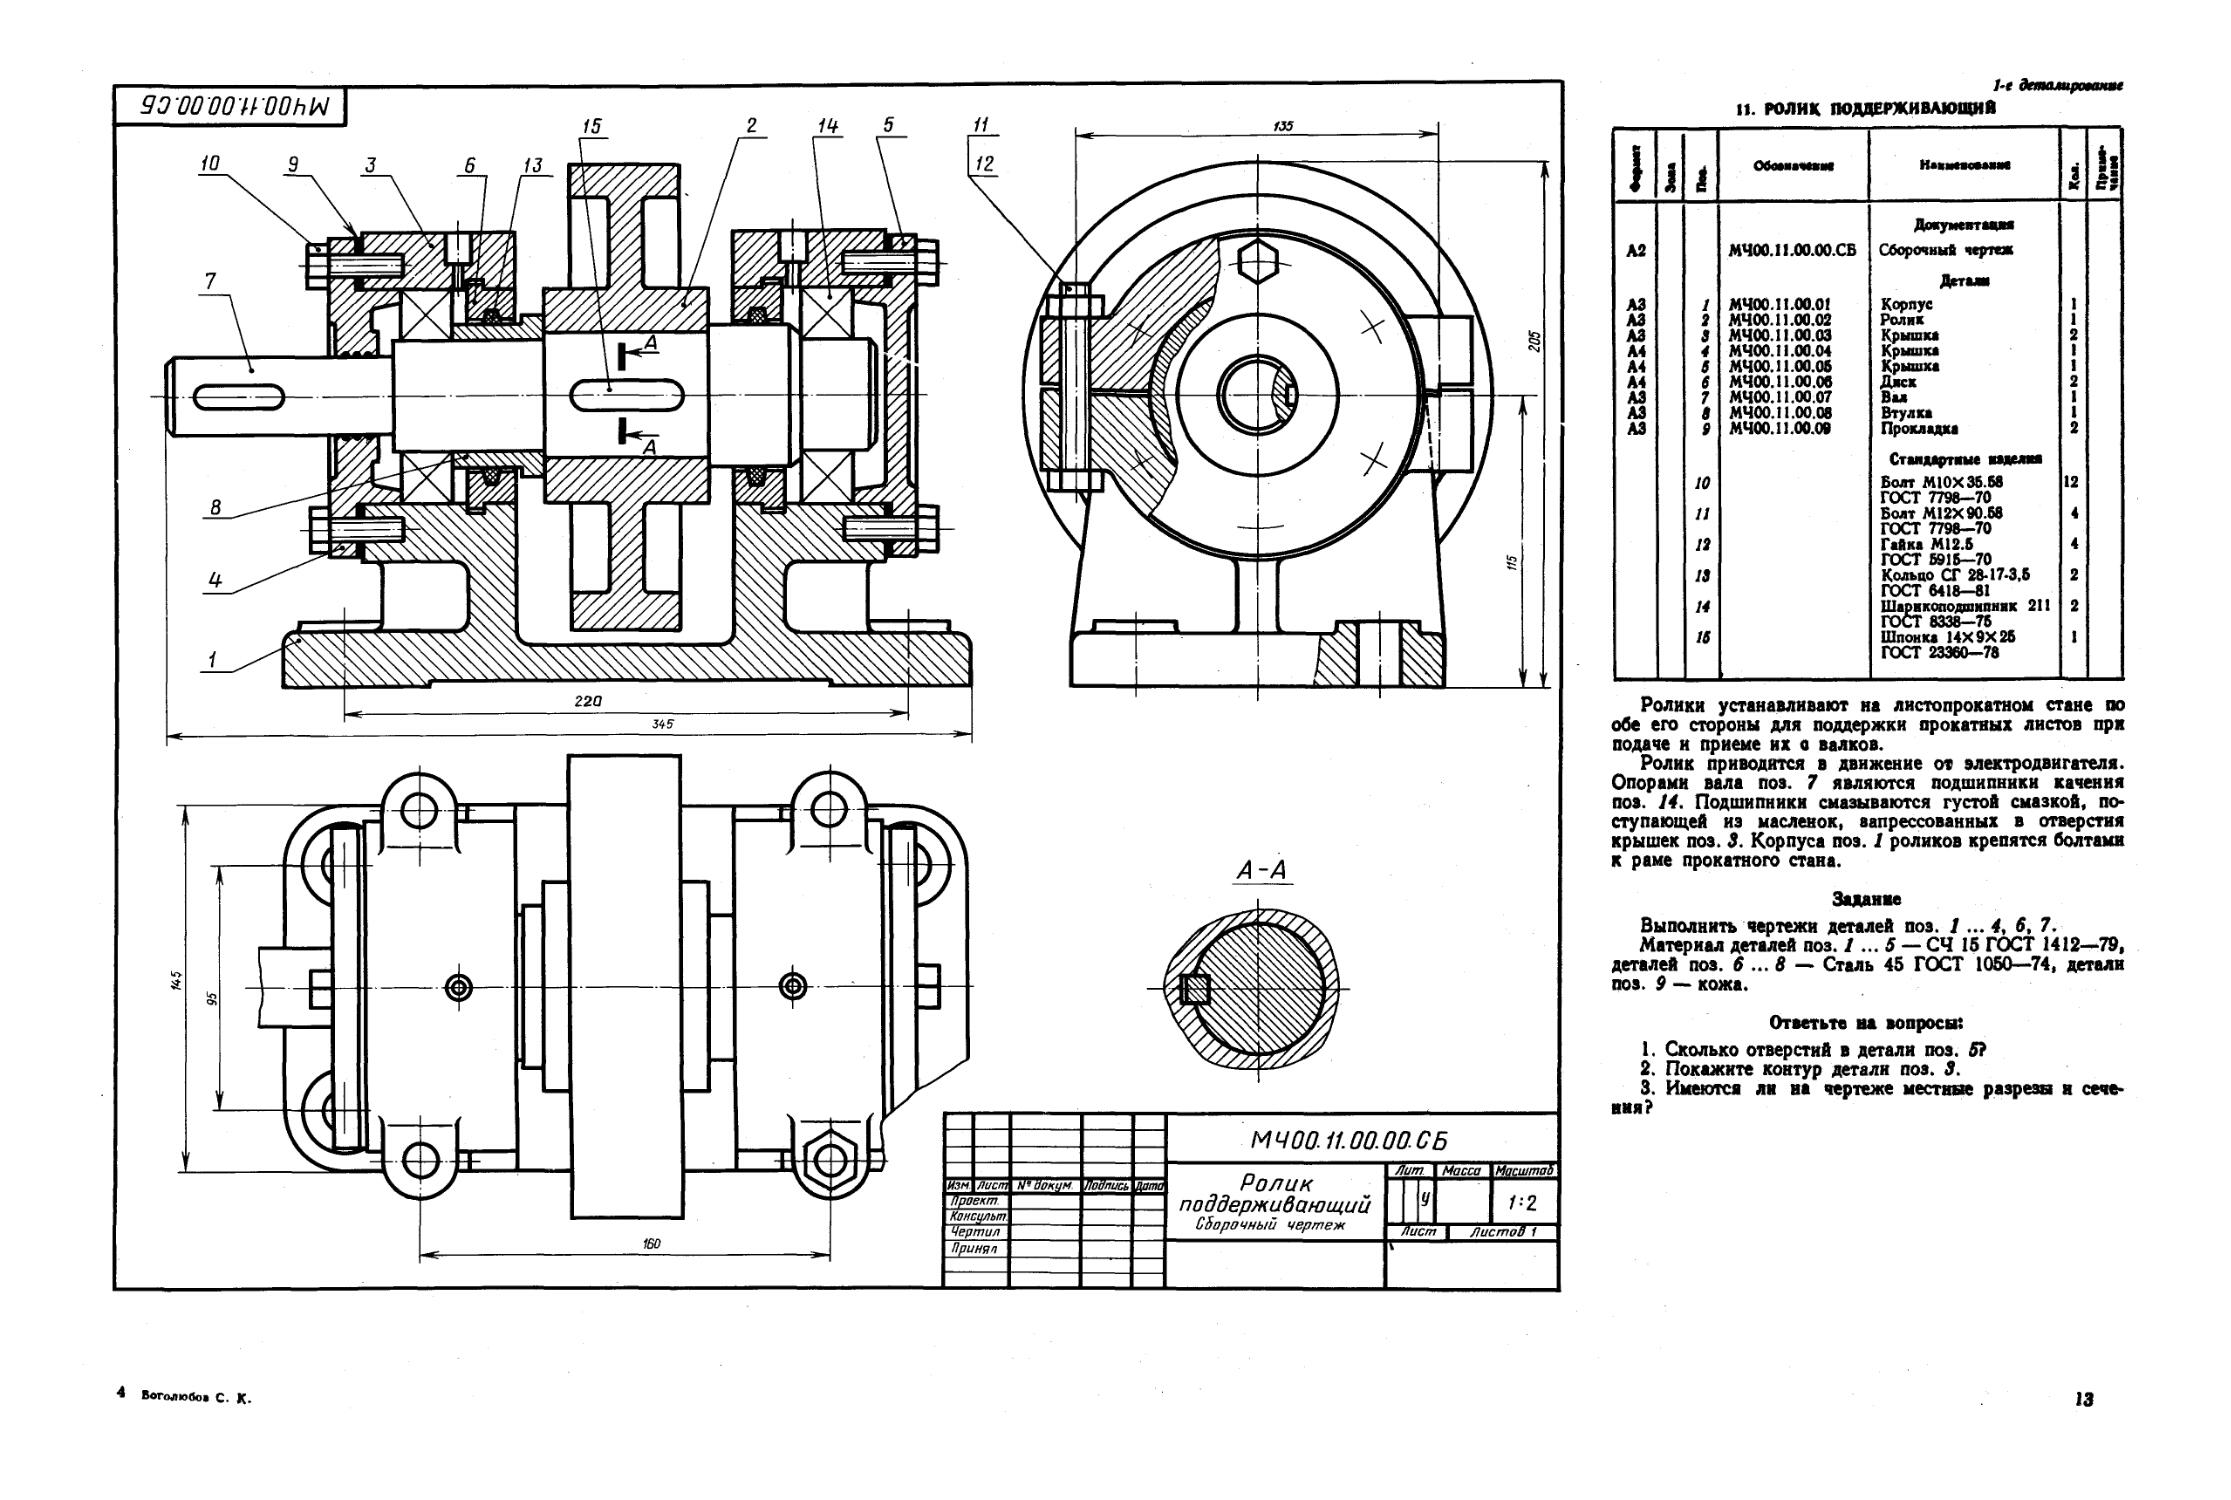 МЧ00.11.00.00.СБ
10
9
3
6
13
15
2
14
5
11
12
7
8
4
1
А
А
220
345
135
205
115
145
95
160
А-А
МЧ00.11.00.00.СБ
Ролик
поддерживающий
Сборочный чертеж
Лит. Масса Масштаб
У 1:2
Лист Листов 1
Изм. Лист № докум. Подпись Дата
Проект.
Консульт.
Чертил
Принял
1-е деталирование
11. РОЛИК ПОДДЕРЖИВАЮЩИЙ
Формат Зона Поз. Обозначение Наименование Кол. Приме-
чание
Документация
А2 МЧ00.11.00.00.СБ Сборочный чертеж
Детали
А3 1 МЧ00.11.00.01 Корпус 1
А3 2 МЧ00.11.00.02 Ролик 1
А3 3 МЧ00.11.00.03 Крышка 2
А4 4 МЧ00.11.00.04 Крышка 1
А4 5 МЧ00.11.00.05 Крышка 1
А4 6 МЧ00.11.00.06 Диск 2
А3 7 МЧ00.11.00.07 Вал 1
А3 8 МЧ00.11.00.08 Втулка 1
А3 9 МЧ00.11.00.09 Прокладка 2
Стандартные изделия
10 Болт М10×35.58 12
ГОСТ 7798—70
11 Болт М12×90.58 4
ГОСТ 7798—70
12 Гайка М12.5 4
ГОСТ 5915—70
13 Кольцо СГ 28-17-3,5 2
ГОСТ 6418—81
14 Шарикоподшипник 211 2
ГОСТ 8338—75
15 Шпонка 14×9×25 1
ГОСТ 23360—78
Ролики устанавливают на листопрокатном стане по
обе его стороны для поддержки прокатных листов при
подаче и приеме их с валков.
Ролик приводится в движение от электродвигателя.
Опорами вала поз. 7 являются подшипники качения
поз. 14. Подшипники смазываются густой смазкой, по-
ступающей из масленок, запрессованных в отверстия
крышек поз. 3. Корпуса поз. 1 роликов крепятся болтами
к раме прокатного стана.
Задание
Выполнить чертежи деталей поз. 1 ... 4, 6, 7.
Материал деталей поз. 1 ... 5 — СЧ 15 ГОСТ 1412—79,
деталей поз. 6 ... 8 — Сталь 45 ГОСТ 1050—74, детали
поз. 9 — кожа.
Ответьте на вопросы:
1. Сколько отверстий в детали поз. 5?
2. Покажите контур детали поз. 3.
3. Имеются ли на чертеже местные разрезы и сече-
ния?
4 Боголюбов С. К.
13